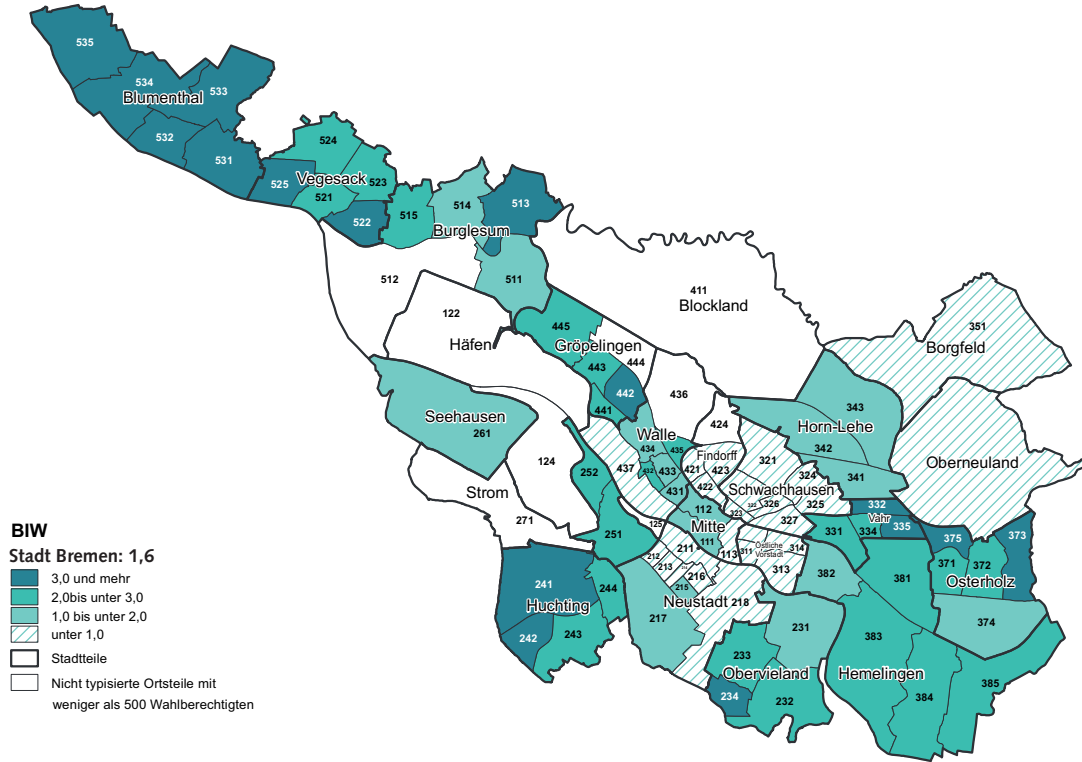 535
534
533
Blumenthal
532
531
524
525
Vegesack
523
521
522
515
514
513
Burglesum
511
512
122
Häfen
411
Blockland
351
Borgfeld
445
Gröpelingen
443
444
442
436
441
424
Seehausen
261
343
Horn-Lehe
342
341
Walle
434
435
432
433
431
437
Findorff
421
423
422
321
324
Schwachhausen
322
326
325
323
327
Oberneuland
252
124
Strom
271
251
125
112
Mitte
111
113
332
Vahr
331
334
335
375
373
371
372
Osterholz
374
211
212
213
216
215
Neustadt
217
218
311
Östliche
Vorstadt
314
313
382
381
241
Huchting
244
242
243
231
233
Obervieland
234
232
383
Hemelingen
384
385
BIW
Stadt Bremen: 1,6
3,0 und mehr
2,0bis unter 3,0
1,0 bis unter 2,0
unter 1,0
Stadtteile
Nicht typisierte Ortsteile mit
weniger als 500 Wahlberechtigten